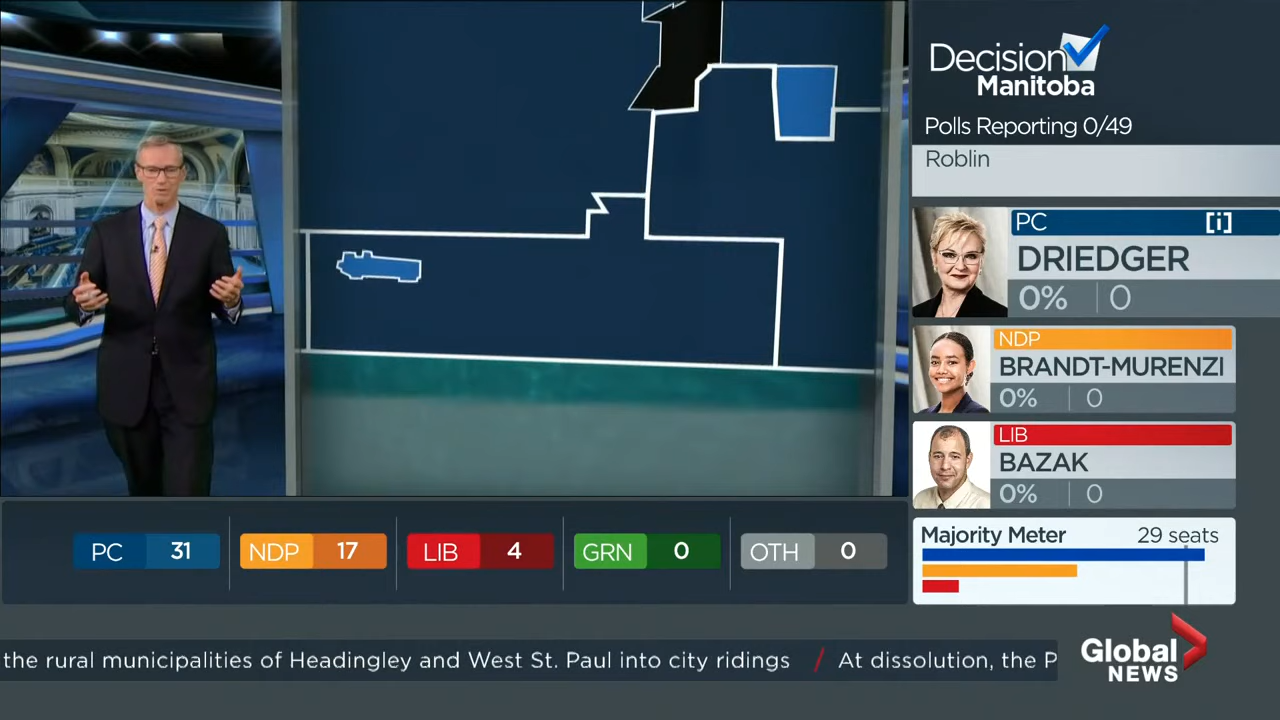 Decision
Manitoba
Polls Reporting 0/49
Roblin
PC [i]
DRIEDGER
0% 0
NDP
BRANDT-MURENZI
0% 0
LIB
BAZAK
0% 0
Majority Meter 29 seats
PC 31 NDP 17 LIB 4 GRN 0 OTH 0
the rural municipalities of Headingley and West St. Paul into city ridings / At dissolution, the P
Global
NEWS